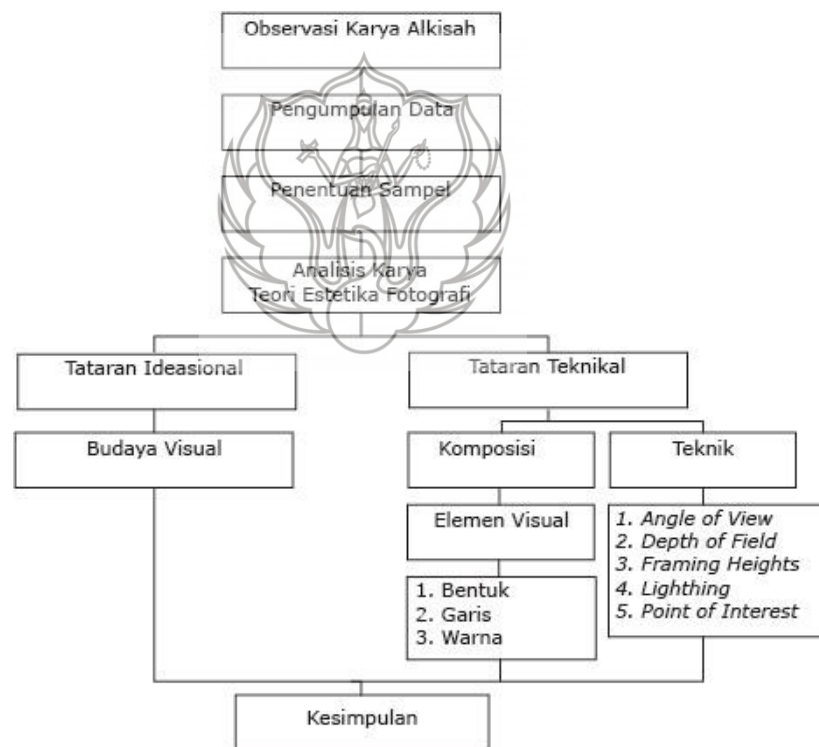 Observasi Karya Alkisah
Pengumpulan Data
Penentuan Sampel
Analisis Karya
Teori Estetika Fotografi
Tataran Ideasional
Tataran Teknikal
Budaya Visual
Komposisi
Teknik
Elemen Visual
1. Bentuk
2. Garis
3. Warna
1. Angle of View
2. Depth of Field
3. Framing Heights
4. Lighthing
5. Point of Interest
Kesimpulan